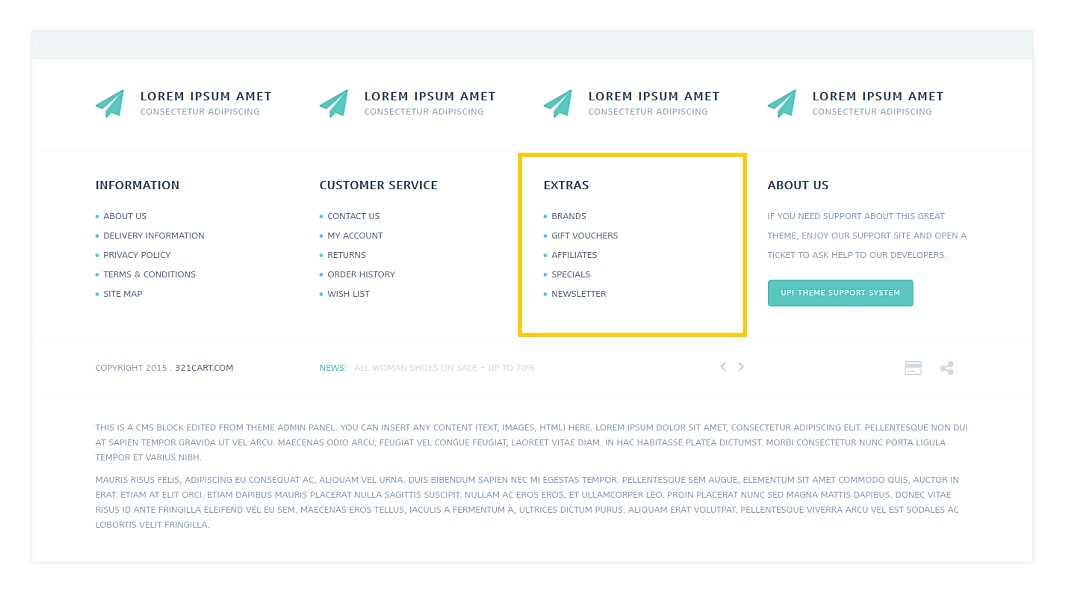 LOREM IPSUM AMET
CONSECTETUR ADIPISCING
LOREM IPSUM AMET
CONSECTETUR ADIPISCING
LOREM IPSUM AMET
CONSECTETUR ADIPISCING
LOREM IPSUM AMET
CONSECTETUR ADIPISCING
INFORMATION
ABOUT US
DELIVERY INFORMATION
PRIVACY POLICY
TERMS & CONDITIONS
SITE MAP
CUSTOMER SERVICE
CONTACT US
MY ACCOUNT
RETURNS
ORDER HISTORY
WISH LIST
EXTRAS
BRANDS
GIFT VOUCHERS
AFFILIATES
SPECIALS
NEWSLETTER
ABOUT US
IF YOU NEED SUPPORT ABOUT THIS GREAT
THEME, ENJOY OUR SUPPORT SITE AND OPEN A
TICKET TO ASK HELP TO OUR DEVELOPERS.
UP! THEME SUPPORT SYSTEM
COPYRIGHT 2015 . 321CART.COM
NEWS: ALL WOMAN SHOES ON SALE - UP TO 70%
THIS IS A CMS BLOCK EDITED FROM THEME ADMIN PANEL. YOU CAN INSERT ANY CONTENT (TEXT, IMAGES, HTML) HERE. LOREM IPSUM DOLOR SIT AMET, CONSECTETUR ADIPISCING ELIT. PELLENTESQUE NON DUI
AT SAPIEN TEMPOR GRAVIDA UT VEL ARCU. MAECENAS ODIO ARCU, FEUGIAT VEL CONGUE FEUGIAT, LAOREET VITAE DIAM. IN HAC HABITASSE PLATEA DICTUMST. MORBI CONSECTETUR NUNC PORTA LIGULA
TEMPOR ET VARIUS NIBH.
MAURIS RISUS FELIS, ADIPISCING EU CONSEQUAT AC, ALIQUAM VEL URNA. DUIS BIBENDUM SAPIEN NEC MI EGESTAS TEMPOR. PELLENTESQUE SEM AUGUE, ELEMENTUM SIT AMET COMMODO QUIS, AUCTOR IN
ERAT. ETIAM AT ELIT ORCI. ETIAM DAPIBUS MAURIS PLACERAT NULLA SAGITTIS SUSCIPIT. NULLAM AC EROS EROS, ET ULLAMCORPER LEO. PROIN PLACERAT NUNC SED MAGNA MATTIS DAPIBUS. DONEC VITAE
RISUS ID ANTE FRINGILLA ELEIFEND VEL EU SEM. MAECENAS EROS TELLUS, IACULIS A FERMENTUM A, ULTRICES DICTUM PURUS. ALIQUAM ERAT VOLUTPAT. PELLENTESQUE VIVERRA ARCU VEL EST SODALES AC
LOBORTIS VELIT FRINGILLA.